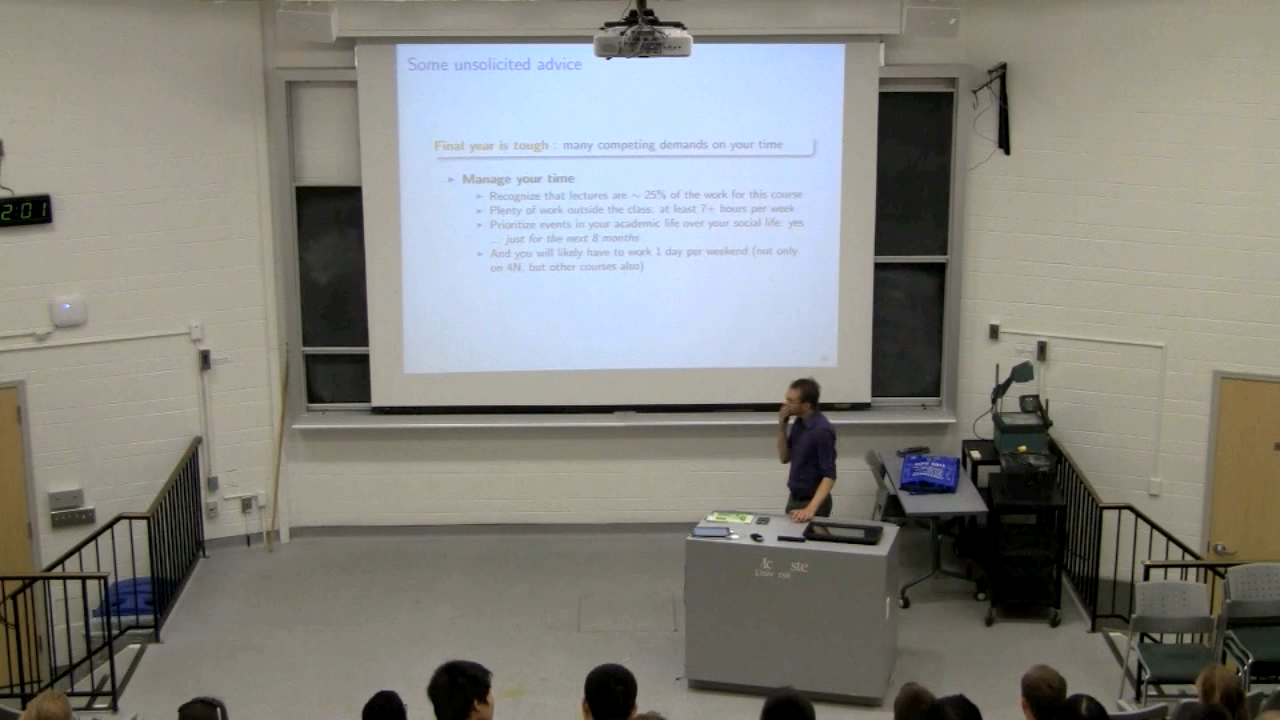 Some unsolicited advice
Final year is tough : many competing demands on your time
Manage your time
Recognize that lectures are ~ 25% of the work for this course
Plenty of work outside the class: at least 7+ hours per week
Prioritize events in your academic life over your social life: yes
... just for the next 8 months
And you will likely have to work 1 day per weekend (not only
on 4N, but other courses also)
2:01